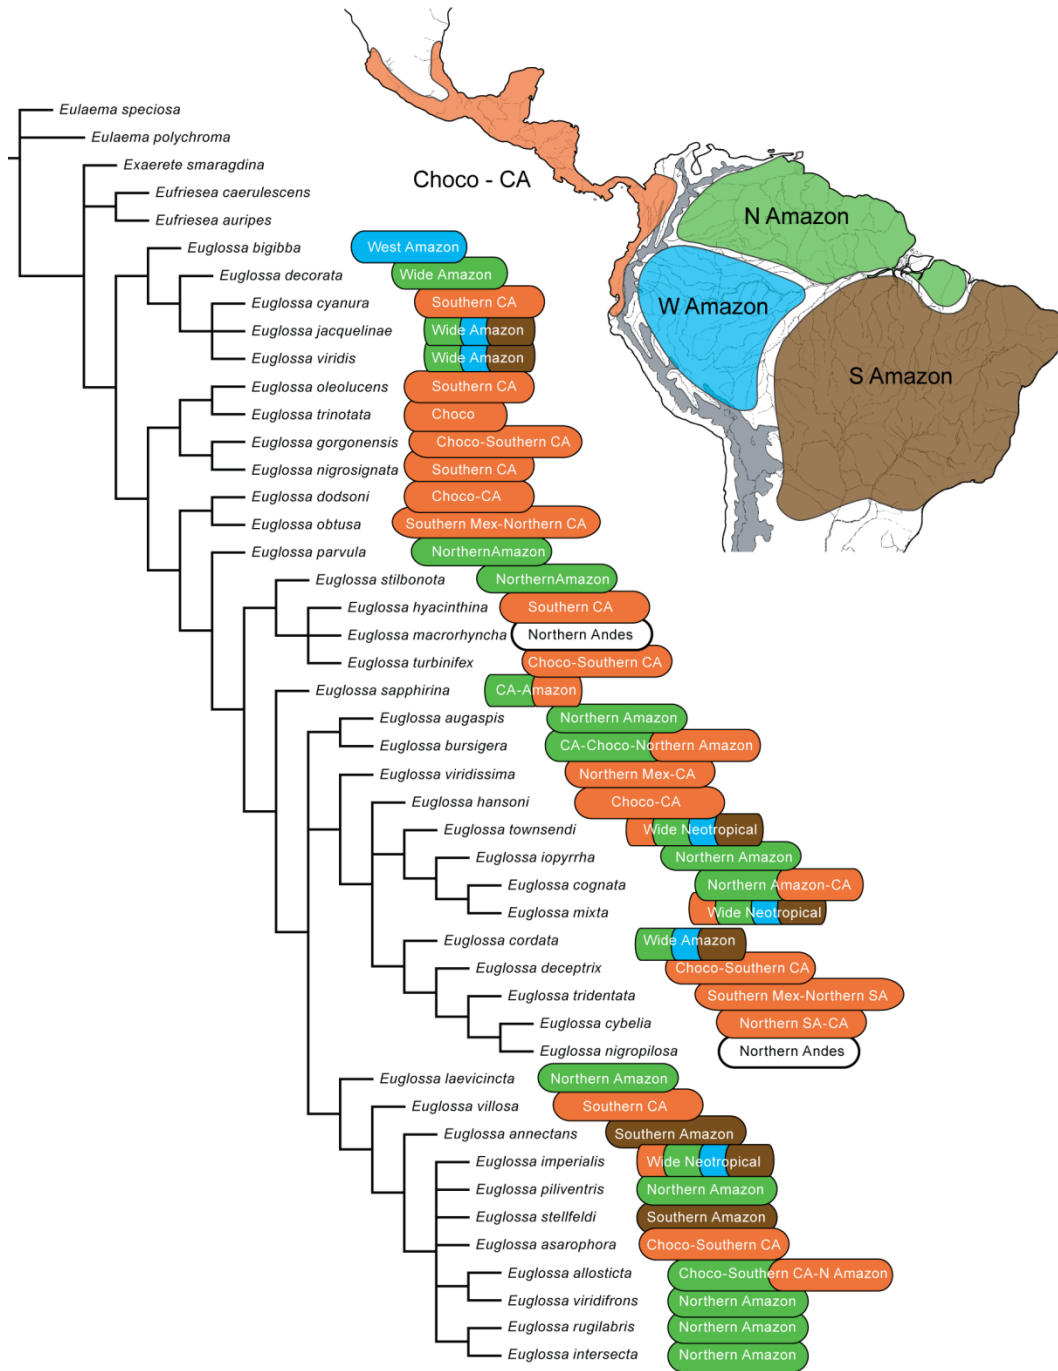 Eulaema speciosa
Eulaema polychroma
Exaerete smaragdina
Choco - CA
Eufriesea caerulescens
Eufriesea auripes
N Amazon
Euglossa bigibba West Amazon
Euglossa decorata Wide Amazon
Euglossa cyanura Southern CA
W Amazon
Euglossa jacquelinae Wide Amazon
Euglossa viridis Wide Amazon
S Amazon
Euglossa oleolucens Southern CA
Euglossa trinotata Choco
Euglossa gorgonensis Choco-Southern CA
Euglossa nigrosignata Southern CA
Euglossa dodsoni Choco-CA
Euglossa obtusa Southern Mex-Northern CA
Euglossa parvula NorthernAmazon
Euglossa stilbonota NorthernAmazon
Euglossa hyacinthina Southern CA
Euglossa macrorhyncha Northern Andes
Euglossa turbinifex Choco-Southern CA
Euglossa sapphirina CA-Amazon
Euglossa augaspis Northern Amazon
Euglossa bursigera CA-Choco-Northern Amazon
Euglossa viridissima Northern Mex-CA
Euglossa hansoni Choco-CA
Euglossa townsendi Wide Neotropical
Euglossa iopyrrha Northern Amazon
Euglossa cognata Northern Amazon-CA
Euglossa mixta Wide Neotropical
Euglossa cordata Wide Amazon
Euglossa deceptrix Choco-Southern CA
Euglossa tridentata Southern Mex-Northern SA
Euglossa cybelia Northern SA-CA
Euglossa nigropilosa Northern Andes
Euglossa laevicincta Northern Amazon
Euglossa villosa Southern CA
Euglossa annectans Southern Amazon
Euglossa imperialis Wide Neotropical
Euglossa piliventris Northern Amazon
Euglossa stellfeldi Southern Amazon
Euglossa asarophora Choco-Southern CA
Euglossa allosticta Choco-Southern CA-N Amazon
Euglossa viridifrons Northern Amazon
Euglossa rugilabris Northern Amazon
Euglossa intersecta Northern Amazon